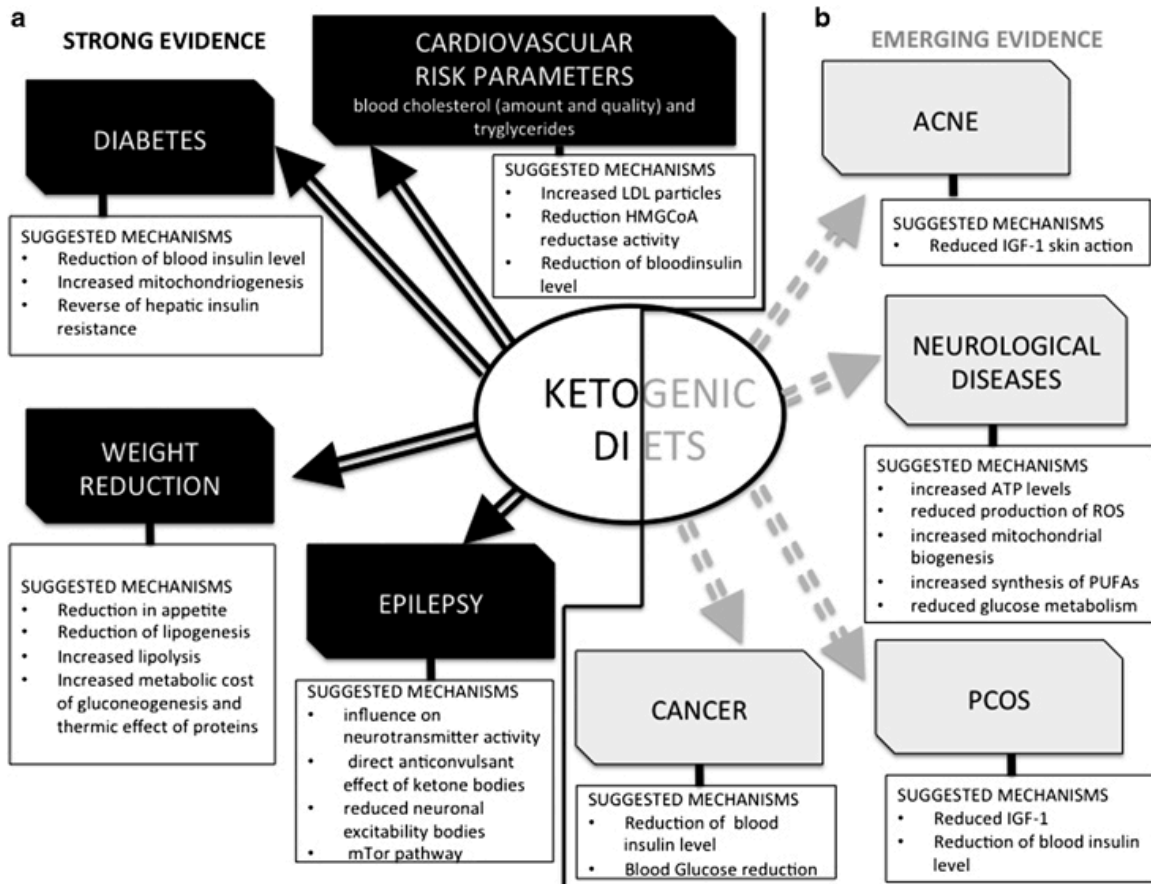 a
STRONG EVIDENCE
CARDIOVASCULAR
RISK PARAMETERS
blood cholesterol (amount and quality) and
tryglycerides
SUGGESTED MECHANISMS
• Increased LDL particles
• Reduction HMGCoA
reductase activity
• Reduction of bloodinsulin
level
DIABETES
SUGGESTED MECHANISMS
• Reduction of blood insulin level
• Increased mitochondriogenesis
• Reverse of hepatic insulin
resistance
WEIGHT
REDUCTION
SUGGESTED MECHANISMS
• Reduction in appetite
• Reduction of lipogenesis
• Increased lipolysis
• Increased metabolic cost
of gluconeogenesis and
thermic effect of proteins
EPILEPSY
SUGGESTED MECHANISMS
• influence on
neurotransmitter activity
• direct anticonvulsant
effect of ketone bodies
• reduced neuronal
excitability bodies
• mTor pathway
KETOGENIC
DIETS
b
EMERGING EVIDENCE
ACNE
SUGGESTED MECHANISMS
• Reduced IGF-1 skin action
NEUROLOGICAL
DISEASES
SUGGESTED MECHANISMS
• increased ATP levels
• reduced production of ROS
• increased mitochondrial
biogenesis
• increased synthesis of PUFAs
• reduced glucose metabolism
CANCER
SUGGESTED MECHANISMS
• Reduction of blood
insulin level
• Blood Glucose reduction
PCOS
SUGGESTED MECHANISMS
• Reduced IGF-1
• Reduction of blood insulin
level